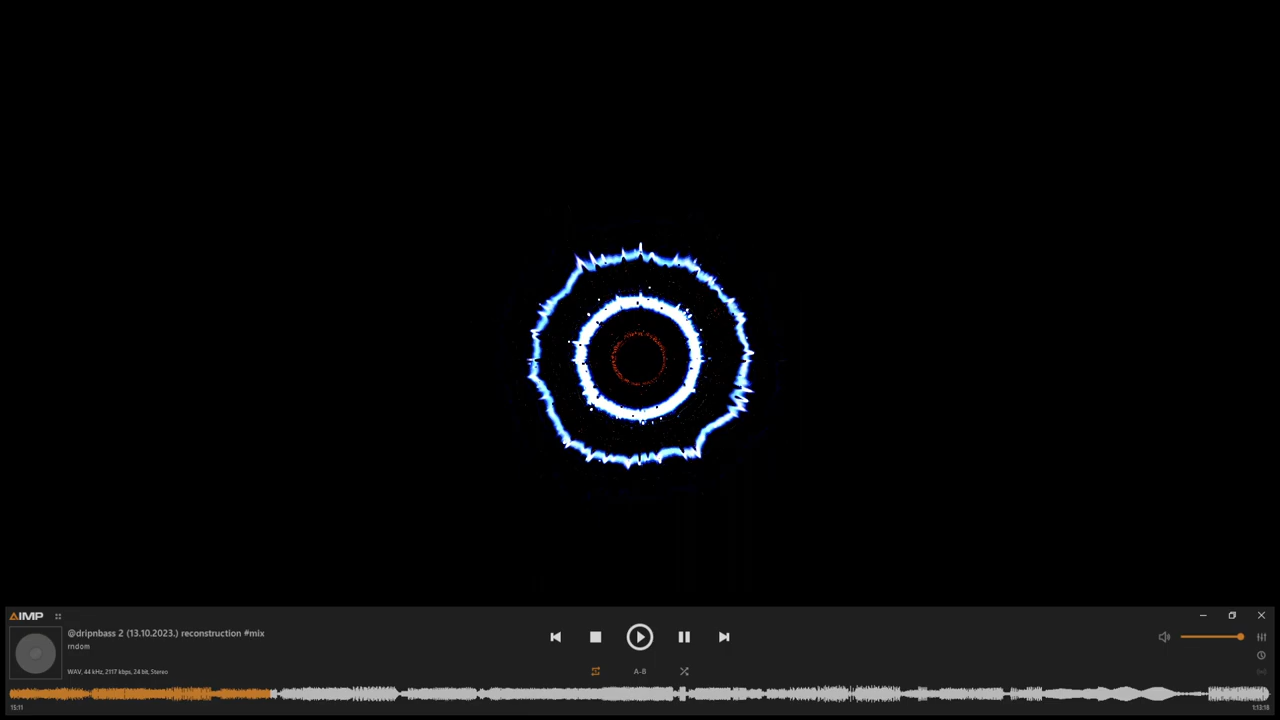 AIMP
@dripnbass 2 (13.10.2023.) reconstruction #mix
mdom
WAV, 44 kHz, 2117 kbps, 24 bit, Stereo
A-B
15:11
1:13:18